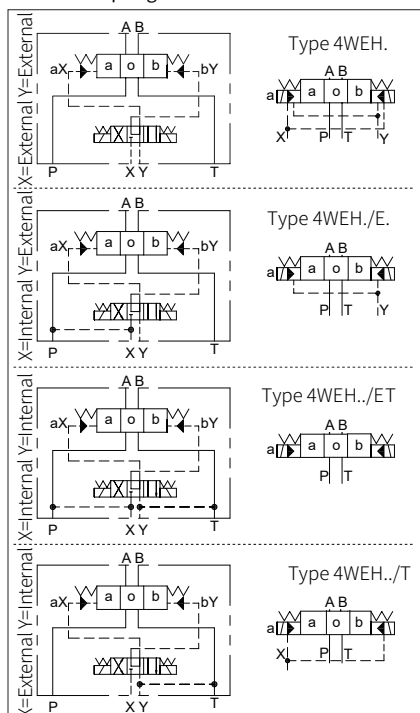 X=External Y=External
A B
aX a o b bY
P X Y T
Type 4WEH.
A B
a a o b
X P T Y
X=Internal Y=External
A B
aX a o b bY
P X Y T
Type 4WEH./E.
A B
a a o b
P T Y
X=Internal Y=Internal
A B
aX a o b bY
P X Y T
Type 4WEH../ET
A B
a a o b
P T
X=External Y=Internal
A B
aX a o b bY
P X Y T
Type 4WEH../T
A B
a a o b
X P T